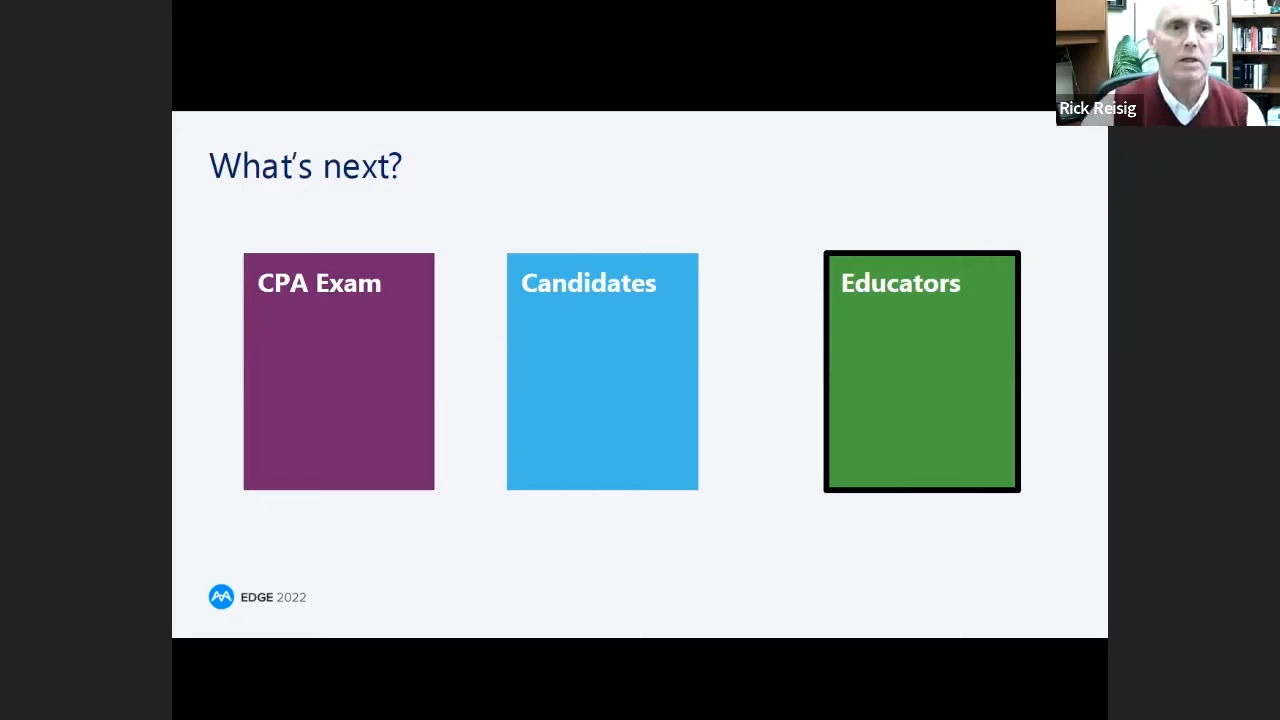 Rick Reisig
What's next?
CPA Exam
Candidates
Educators
EDGE 2022